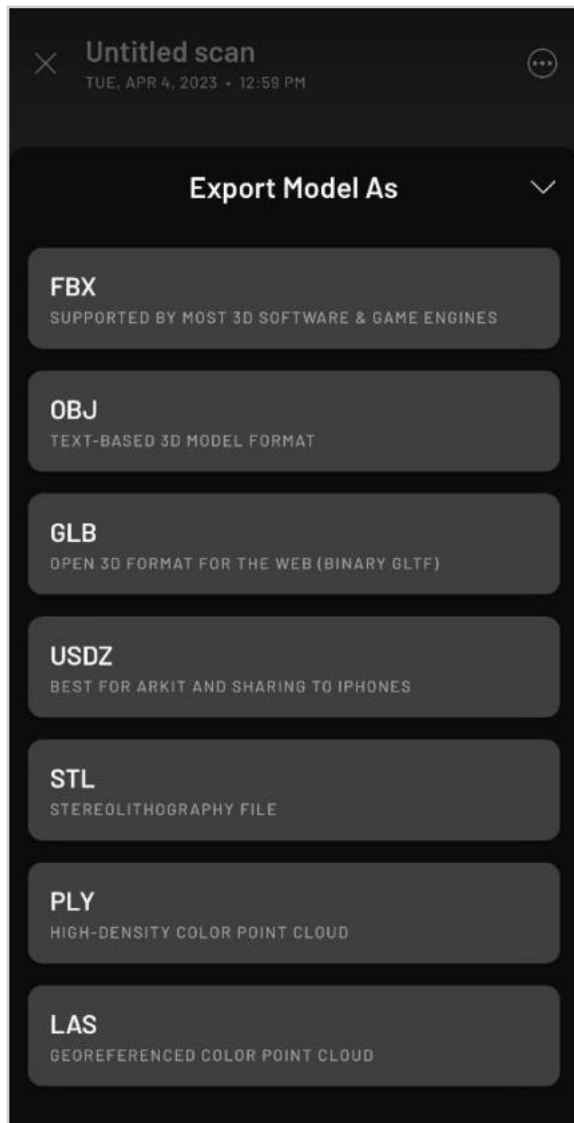 Untitled scan
TUE, APR 4, 2023 • 12:59 PM
Export Model As
FBX
SUPPORTED BY MOST 3D SOFTWARE & GAME ENGINES
OBJ
TEXT-BASED 3D MODEL FORMAT
GLB
OPEN 3D FORMAT FOR THE WEB (BINARY GLTF)
USDZ
BEST FOR ARKIT AND SHARING TO IPHONES
STL
STEREOLITHOGRAPHY FILE
PLY
HIGH-DENSITY COLOR POINT CLOUD
LAS
GEOREFERENCED COLOR POINT CLOUD